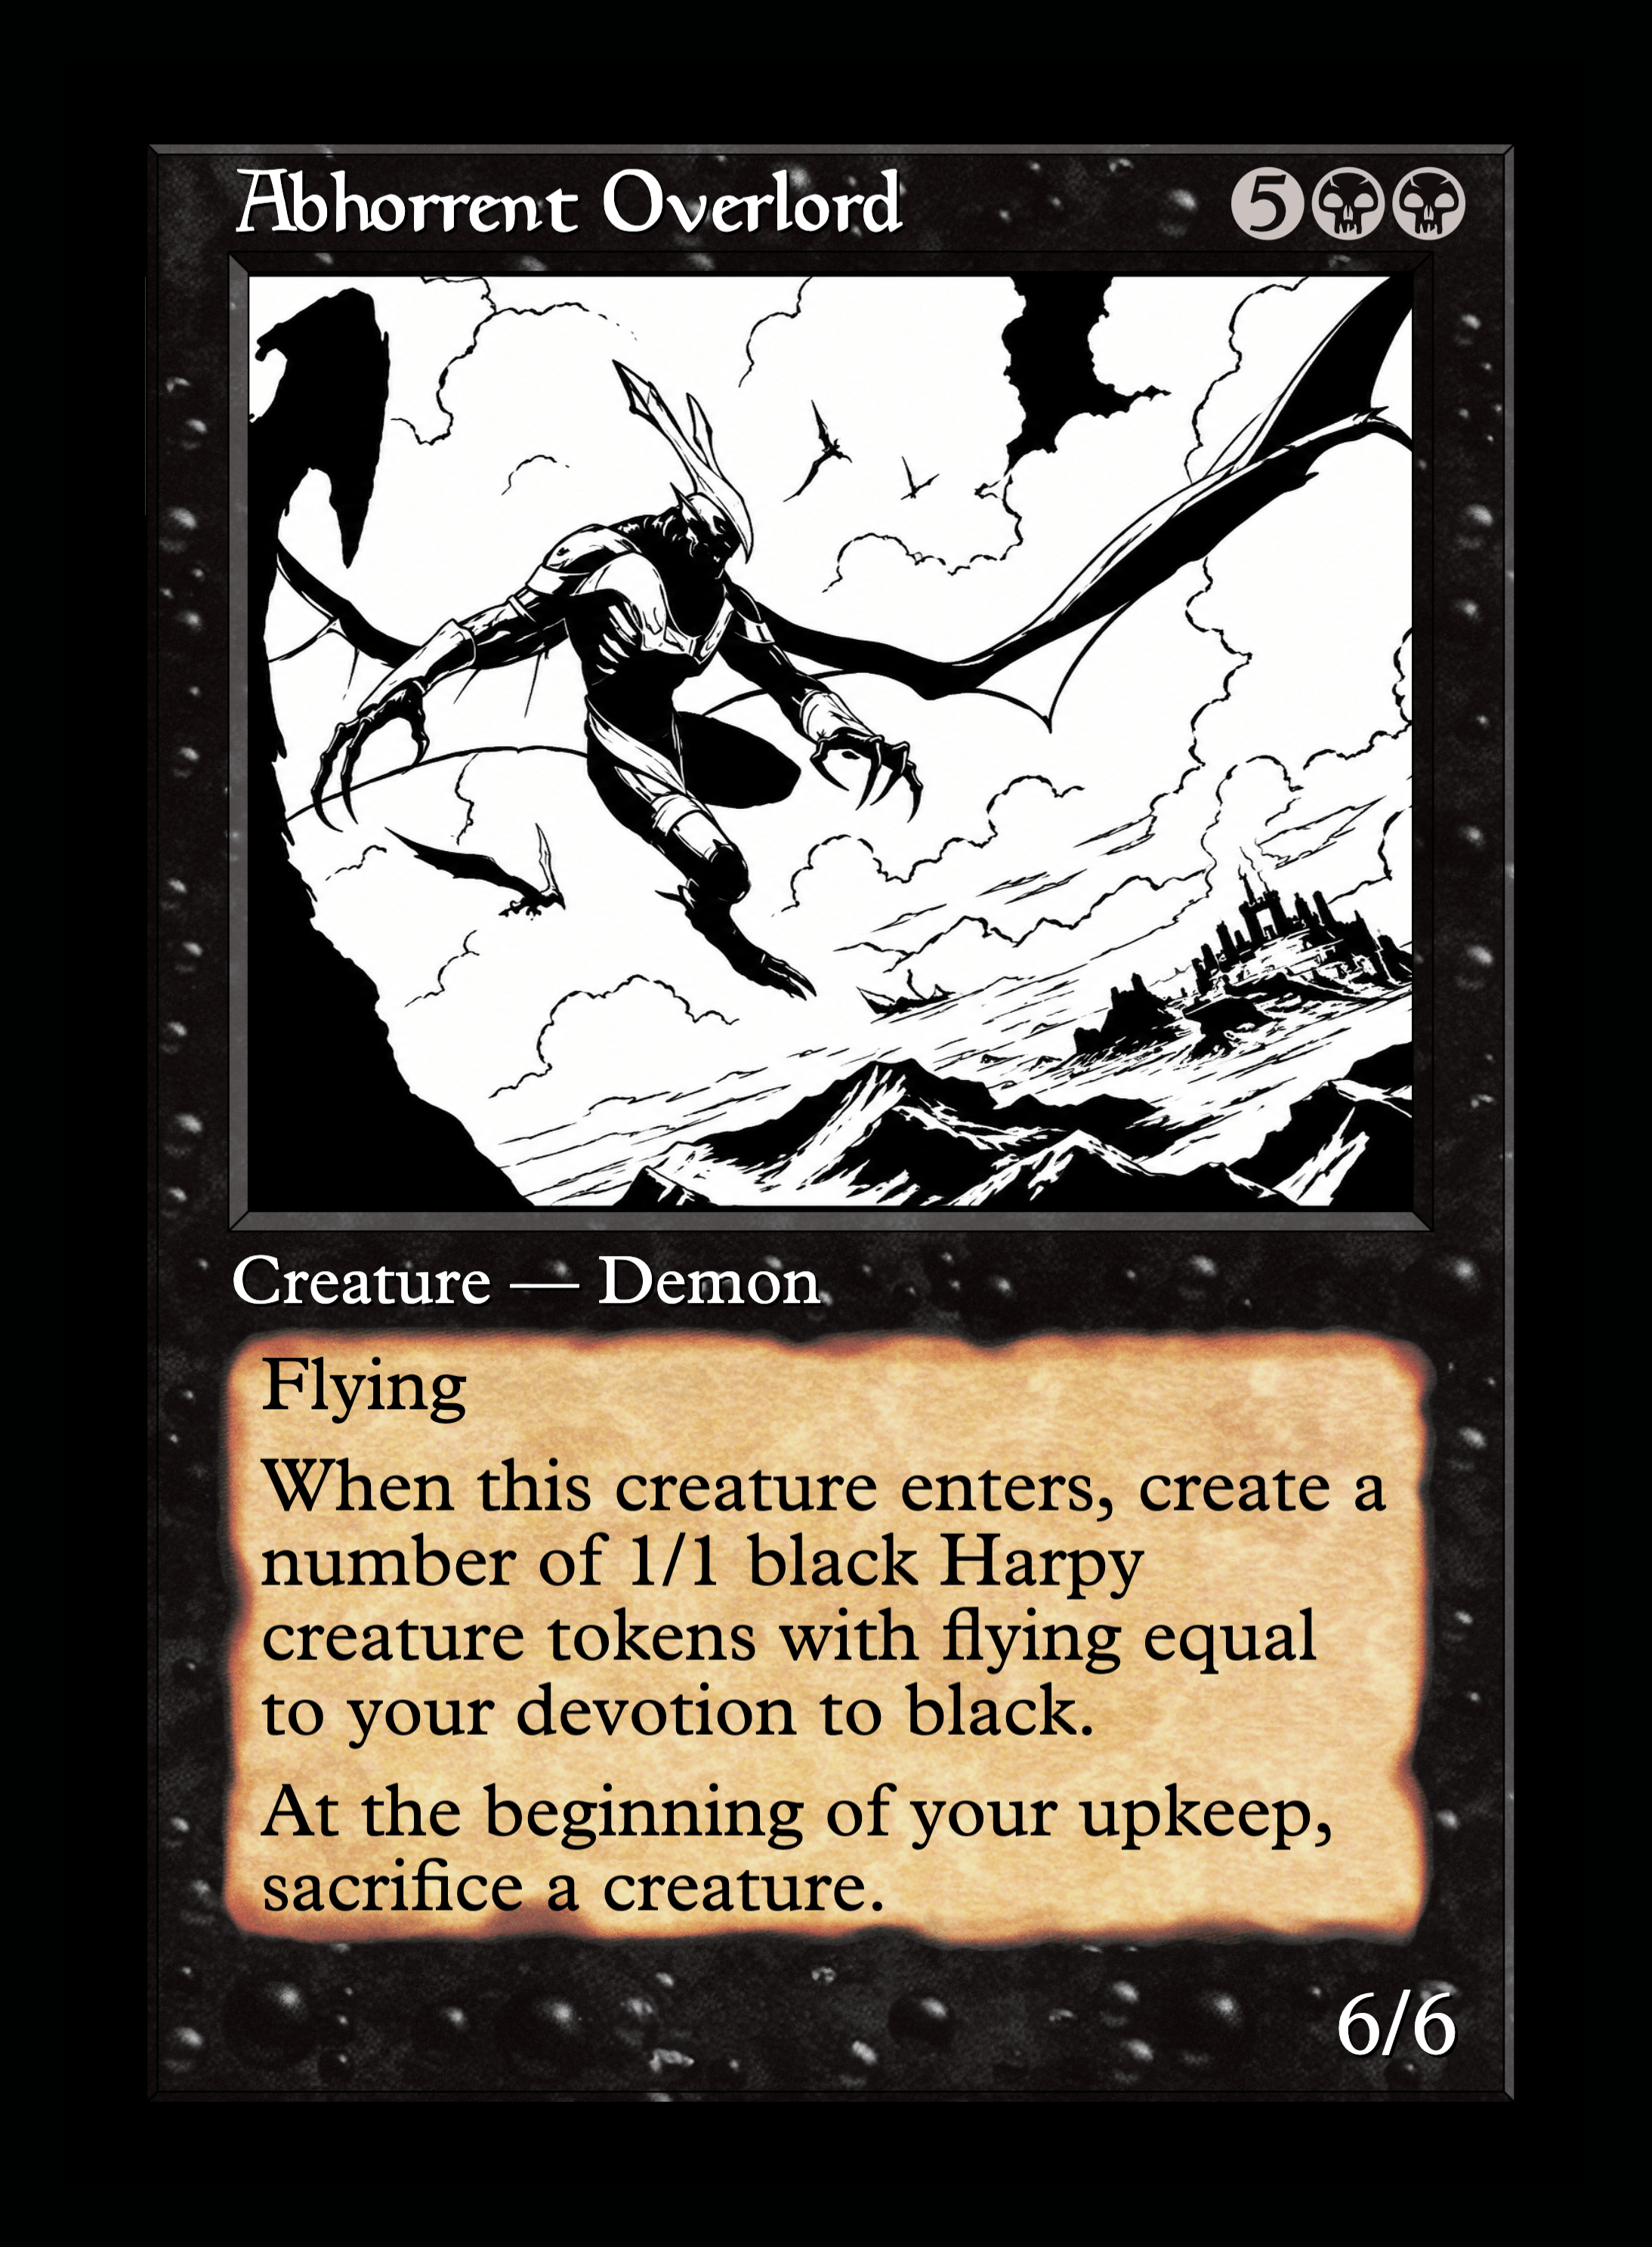 Abhorrent Overlord 5
Creature — Demon
Flying
When this creature enters, create a
number of 1/1 black Harpy
creature tokens with flying equal
to your devotion to black.
At the beginning of your upkeep,
sacrifice a creature.
6/6